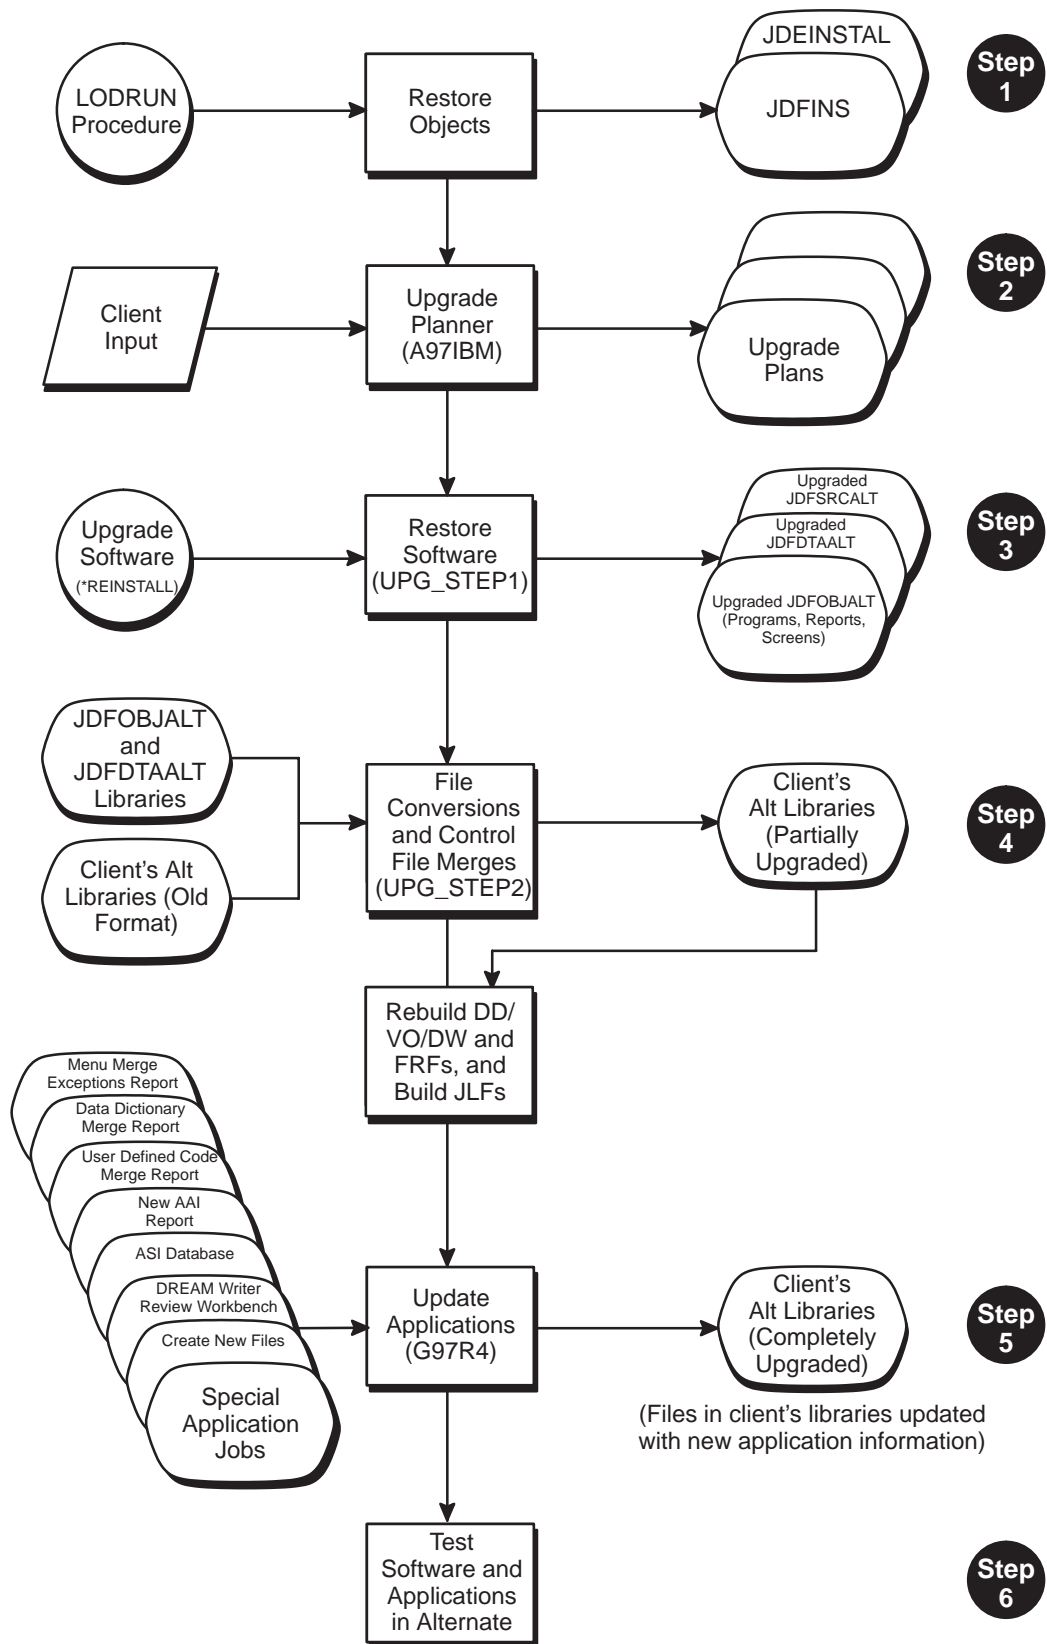 LODRUN
Procedure
Restore
Objects
JDEINSTAL
JDFINS
Step
1
Client
Input
Upgrade
Planner
(A97IBM)
Upgrade
Plans
Step
2
Upgrade
Software
(*REINSTALL)
Restore
Software
(UPG_STEP1)
Upgraded
JDFSRCALT
Upgraded
JDFDTAALT
Upgraded JDFOBJALT
(Programs, Reports,
Screens)
Step
3
JDFOBJALT
and
JDFDTAALT
Libraries
Client's Alt
Libraries (Old
Format)
File
Conversions
and Control
File Merges
(UPG_STEP2)
Client's
Alt Libraries
(Partially
Upgraded)
Step
4
Rebuild DD/
VO/DW and
FRFs, and
Build JLFs
Menu Merge
Exceptions Report
Data Dictionary
Merge Report
User Defined Code
Merge Report
New AAI
Report
ASI Database
DREAM Writer
Review Workbench
Create New Files
Special
Application
Jobs
Update
Applications
(G97R4)
Client's
Alt Libraries
(Completely
Upgraded)
Step
5
(Files in client's libraries updated
with new application information)
Test
Software and
Applications
in Alternate
Step
6